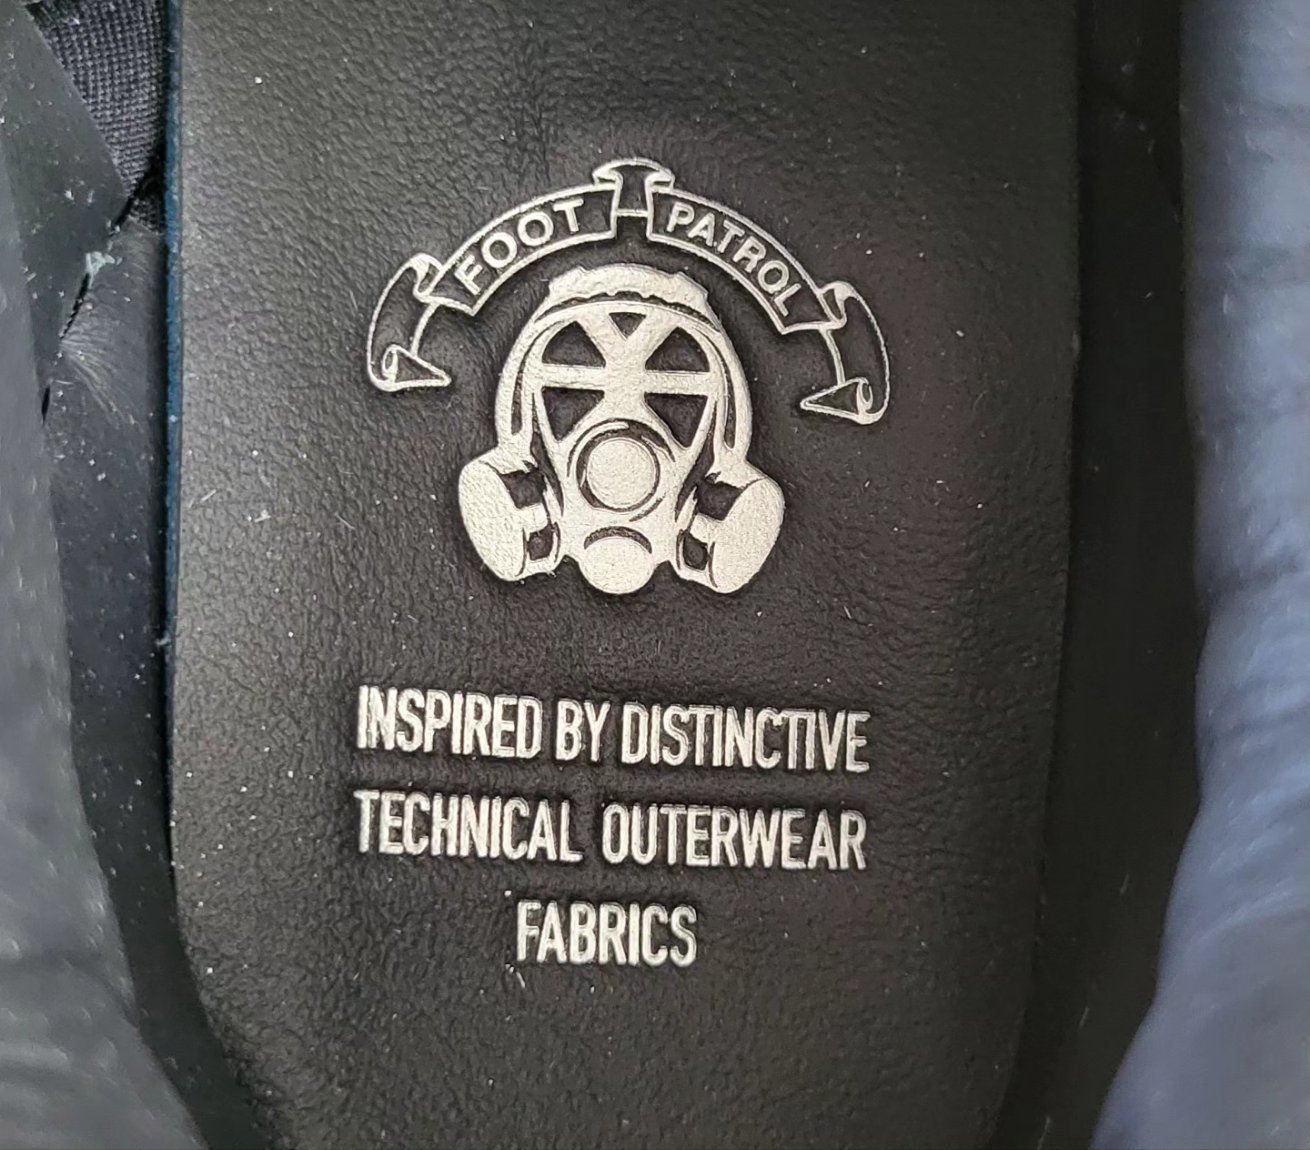 FOOT PATROL
INSPIRED BY DISTINCTIVE
TECHNICAL OUTERWEAR
FABRICS